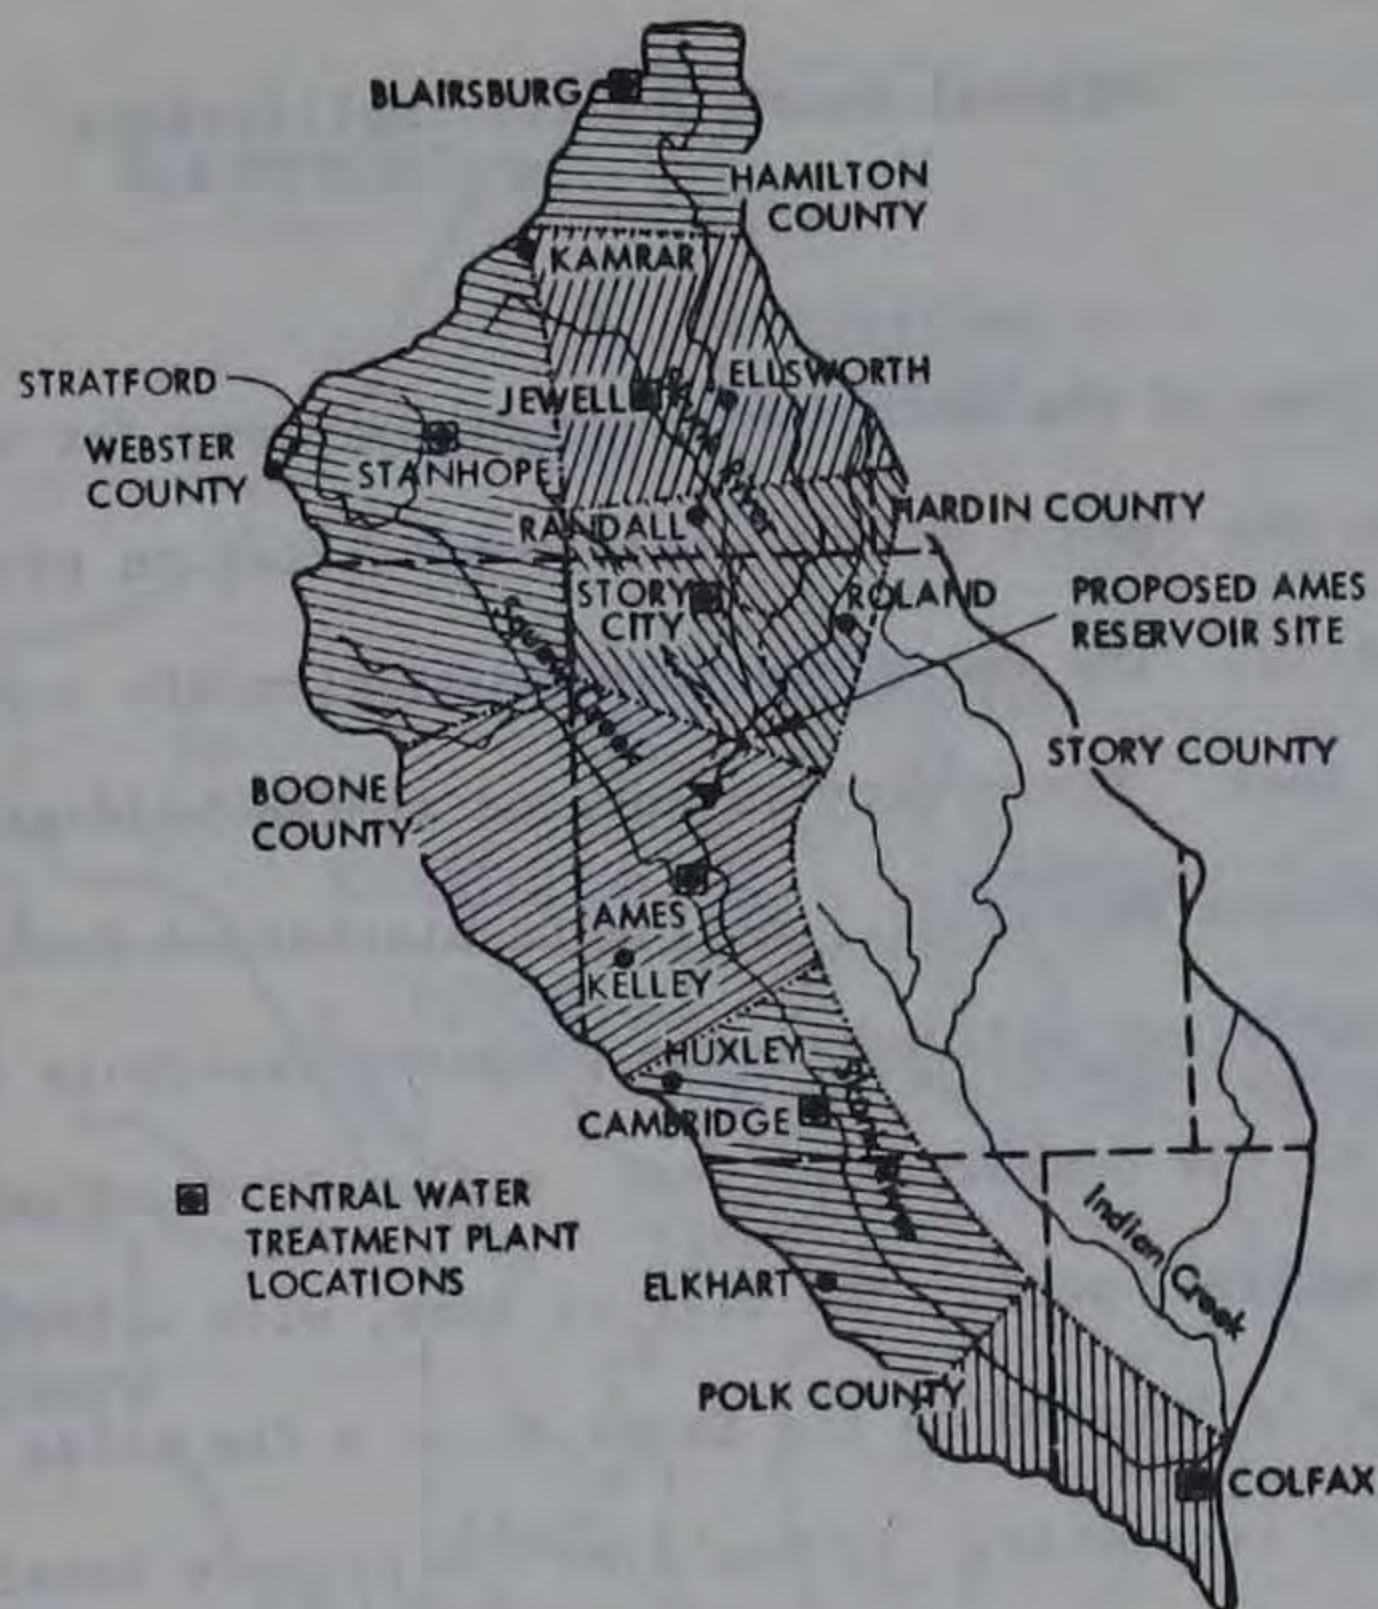 BLAIRSBURG
HAMILTON
COUNTY
KAMRAR
STRATFORD
ELLSWORTH
JEWELL
WEBSTER
COUNTY
STANHOPE
RANDALL
HARDIN COUNTY
STORY
CITY
ROLAND
PROPOSED AMES
RESERVOIR SITE
Squaw Creek
STORY COUNTY
BOONE
COUNTY
AMES
KELLEY
HUXLEY
CAMBRIDGE
Skunk River
CENTRAL WATER
TREATMENT PLANT
LOCATIONS
Indian Creek
ELKHART
POLK COUNTY
COLFAX